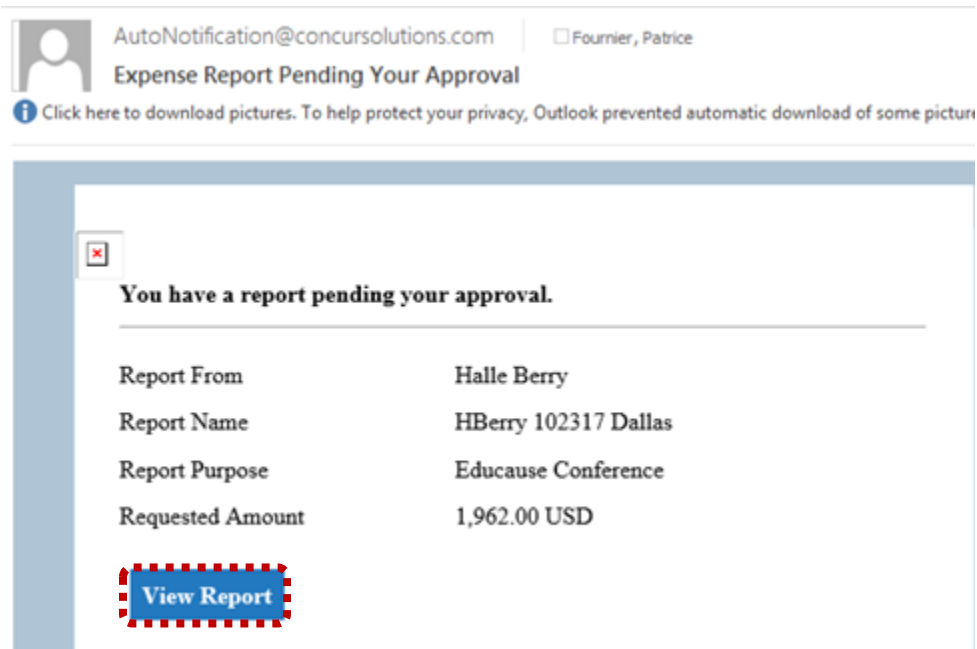 AutoNotification@concursolutions.com Fournier, Patrice
Expense Report Pending Your Approval
Click here to download pictures. To help protect your privacy, Outlook prevented automatic download of some picture
You have a report pending your approval.
Report From Halle Berry
Report Name HBerry 102317 Dallas
Report Purpose Educause Conference
Requested Amount 1,962.00 USD
View Report